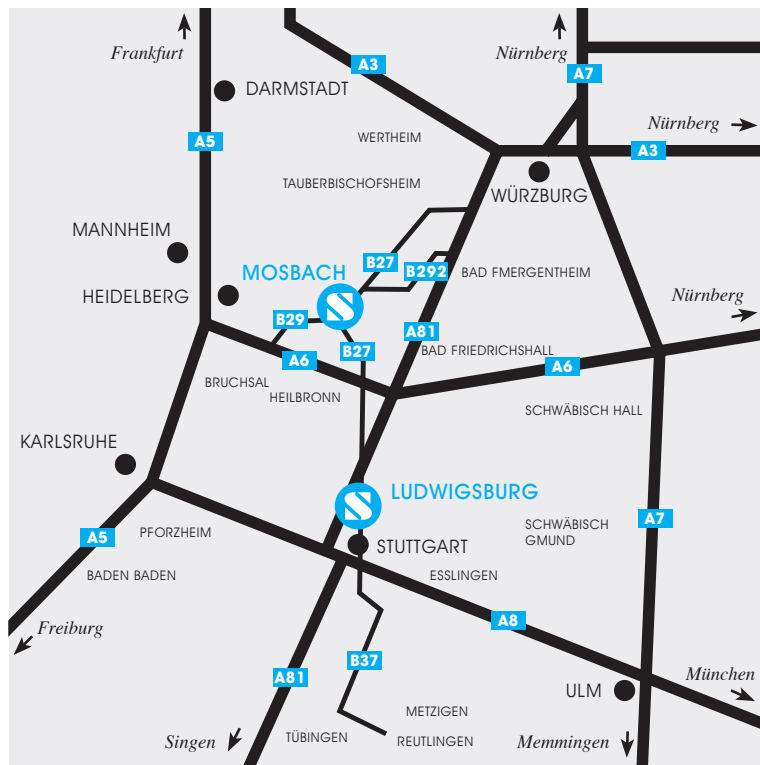 Frankfurt
Nürnberg
A3
A7
DARMSTADT
Nürnberg
WERTHEIM
A5
A3
TAUBERBISCHOFSHEIM
WÜRZBURG
MANNHEIM
MOSBACH
B27
B292
BAD FMERGENTHEIM
HEIDELBERG
Nürnberg
B29
A81
B27
BAD FRIEDRICHSHALL
A6
A6
BRUCHSAL
HEILBRONN
SCHWÄBISCH HALL
KARLSRUHE
LUDWIGSBURG
A7
PFORZHEIM
SCHWÄBISCH
GMUND
A5
STUTTGART
BADEN BADEN
ESSLINGEN
Freiburg
A8
B37
A81
München
ULM
METZIGEN
Singen
TÜBINGEN
REUTLINGEN
Memmingen